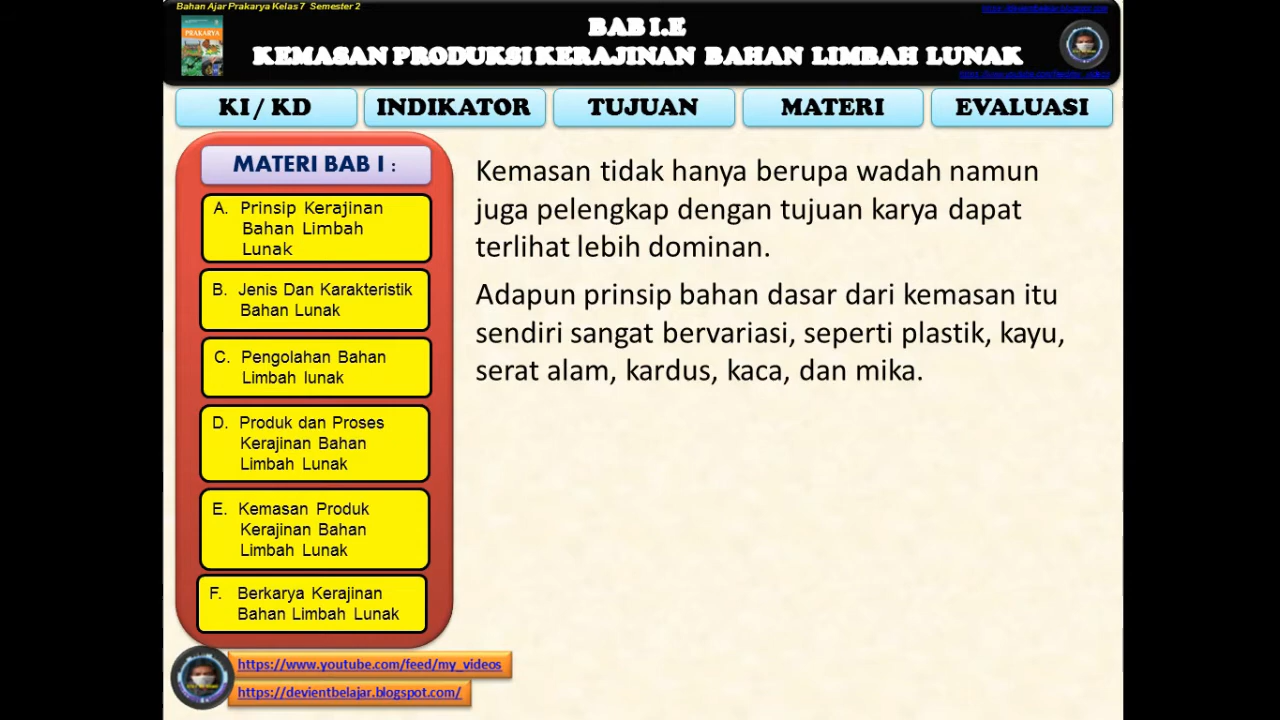 Bahan Ajar Prakarya Kelas 7 Semester 2
BAB I.E
KEMASAN PRODUKSI KERAJINAN BAHAN LIMBAH LUNAK
PRAKARYA
KI / KD
INDIKATOR
TUJUAN
MATERI
EVALUASI
MATERI BAB I :
A. Prinsip Kerajinan
Bahan Limbah
Lunak
B. Jenis Dan Karakteristik
Bahan Lunak
C. Pengolahan Bahan
Limbah lunak
D. Produk dan Proses
Kerajinan Bahan
Limbah Lunak
E. Kemasan Produk
Kerajinan Bahan
Limbah Lunak
F. Berkarya Kerajinan
Bahan Limbah Lunak
Kemasan tidak hanya berupa wadah namun
juga pelengkap dengan tujuan karya dapat
terlihat lebih dominan.
Adapun prinsip bahan dasar dari kemasan itu
sendiri sangat bervariasi, seperti plastik, kayu,
serat alam, kardus, kaca, dan mika.
https://www.youtube.com/feed/my_videos
https://devientbelajar.blogspot.com/